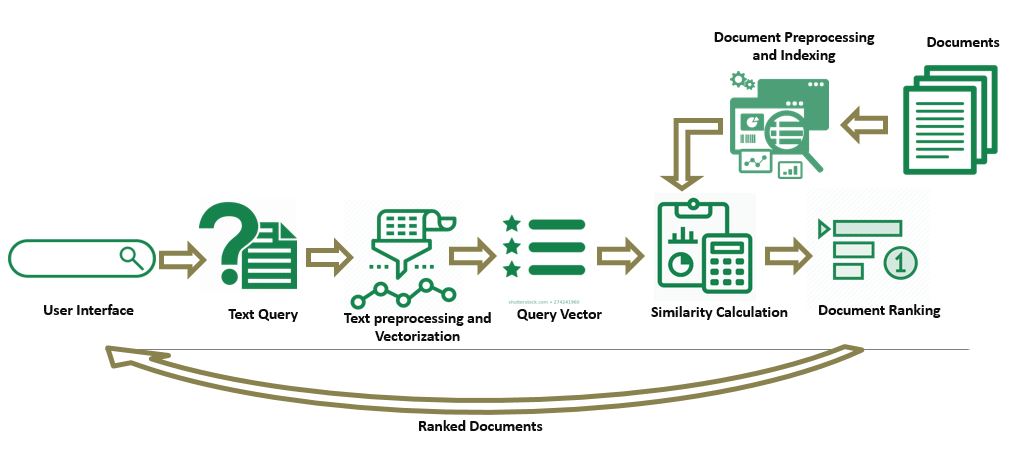 Document Preprocessing
and Indexing
Documents
1
User Interface
Text Query
Text preprocessing and
Vectorization
shutterstock.com • 274241960
Query Vector
Similarity Calculation
Document Ranking
Ranked Documents